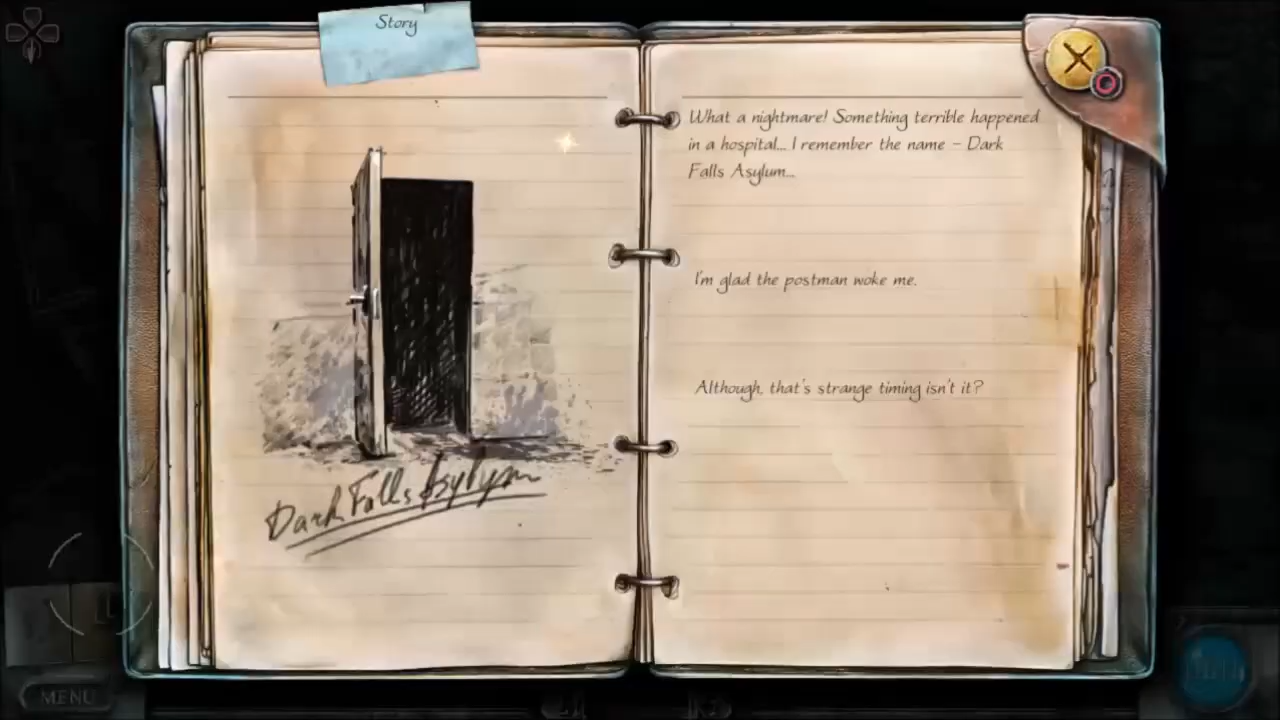 Story
What a nightmare! Something terrible happened
in a hospital... I remember the name - Dark
Falls Asylum...
I'm glad the postman woke me.
Although, that's strange timing isn't it?
Dark Falls Asylum
MENU